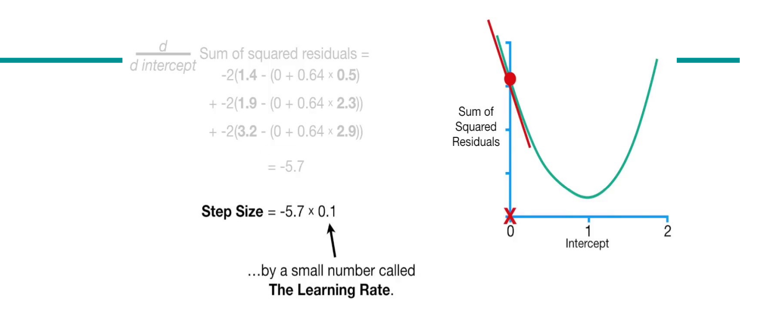 d
d intercept
Sum of squared residuals =
-2(1.4 - (0 + 0.64 × 0.5)
+ -2(1.9 - (0 + 0.64 × 2.3))
+ -2(3.2 - (0 + 0.64 × 2.9))
= -5.7
Step Size = -5.7 × 0.1
…by a small number called
The Learning Rate.
Sum of
Squared
Residuals
X
0 1 2
Intercept